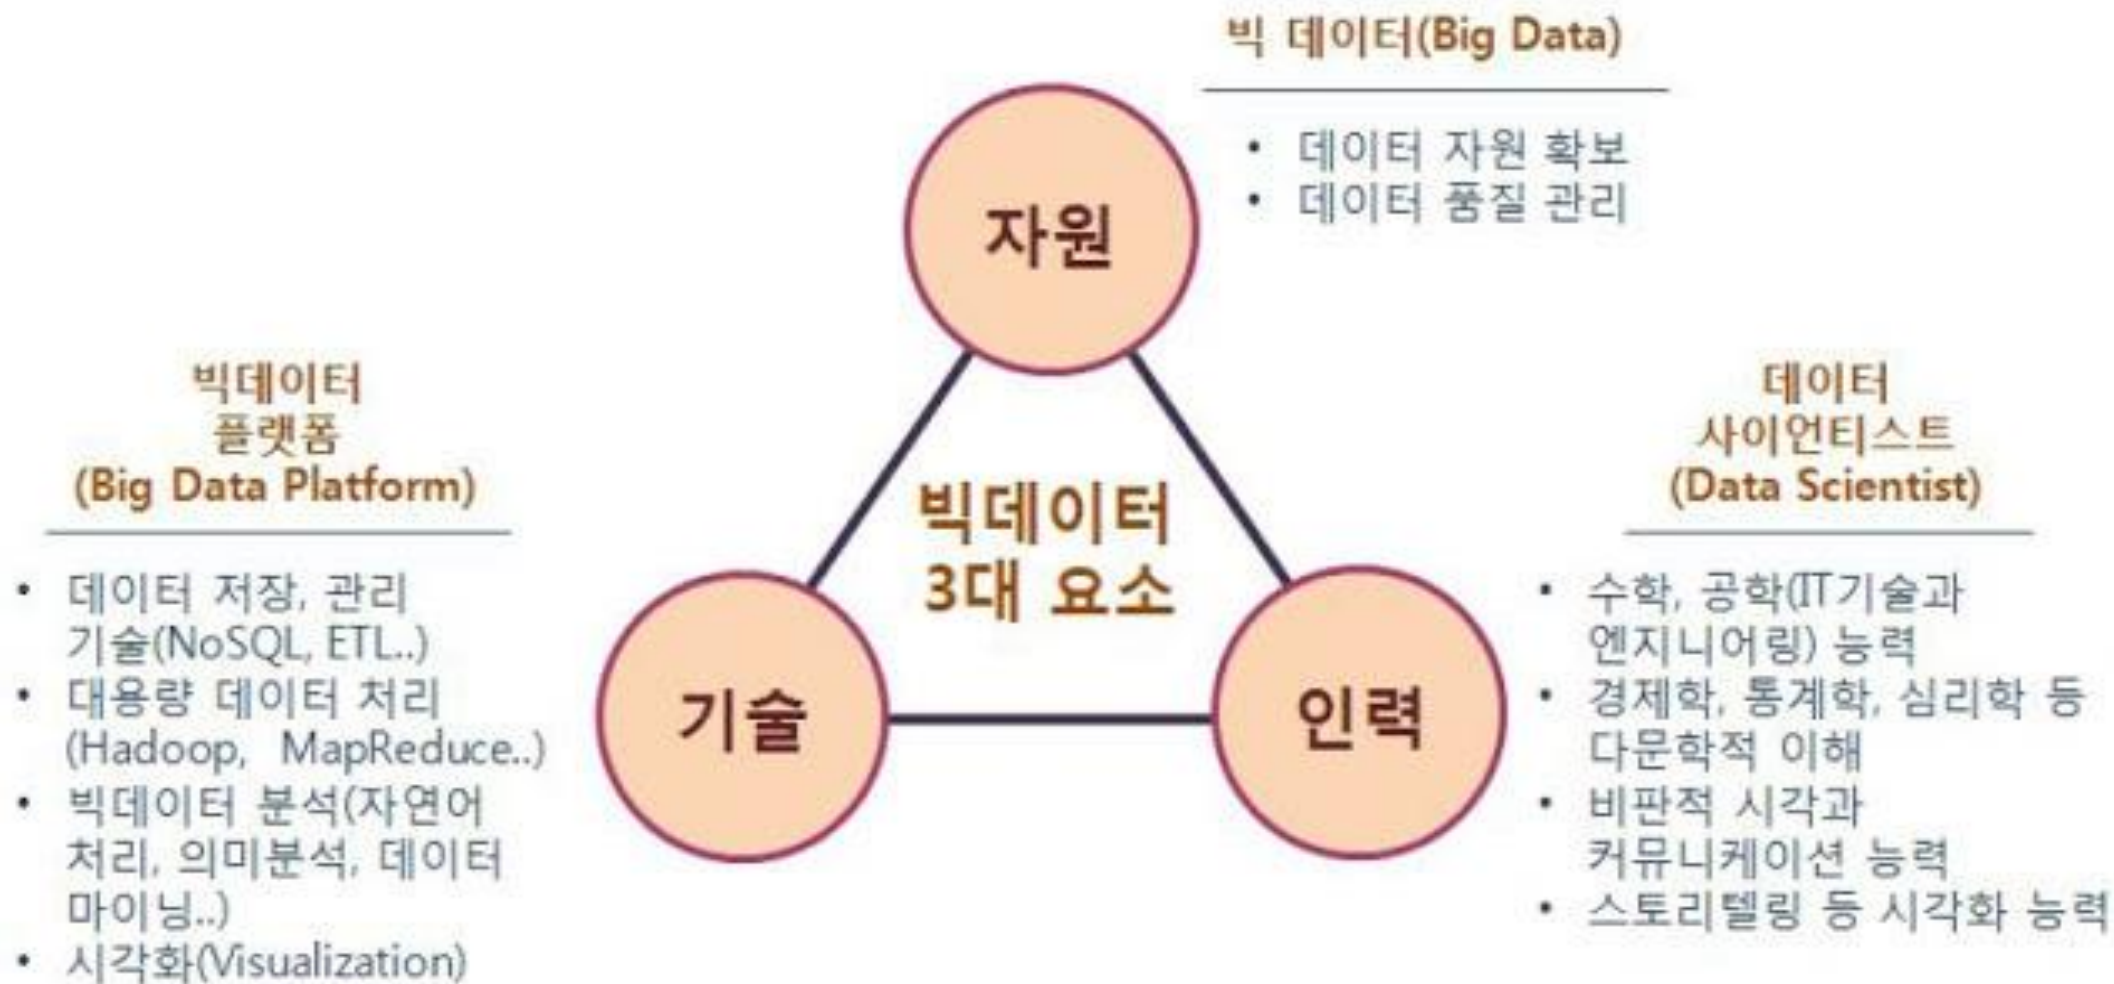 빅 데이터(Big Data)
• 데이터 자원 확보
• 데이터 품질 관리
자원
빅데이터
플랫폼
(Big Data Platform)
• 데이터 저장, 관리
기술(NoSQL, ETL..)
• 대용량 데이터 처리
(Hadoop, MapReduce..)
• 빅데이터 분석(자연어
처리, 의미분석, 데이터
마이닝..)
• 시각화(Visualization)
빅데이터
3대 요소
기술
인력
데이터
사이언티스트
(Data Scientist)
• 수학, 공학(IT기술과
엔지니어링) 능력
• 경제학, 통계학, 심리학 등
다문학적 이해
• 비판적 시각과
커뮤니케이션 능력
• 스토리텔링 등 시각화 능력